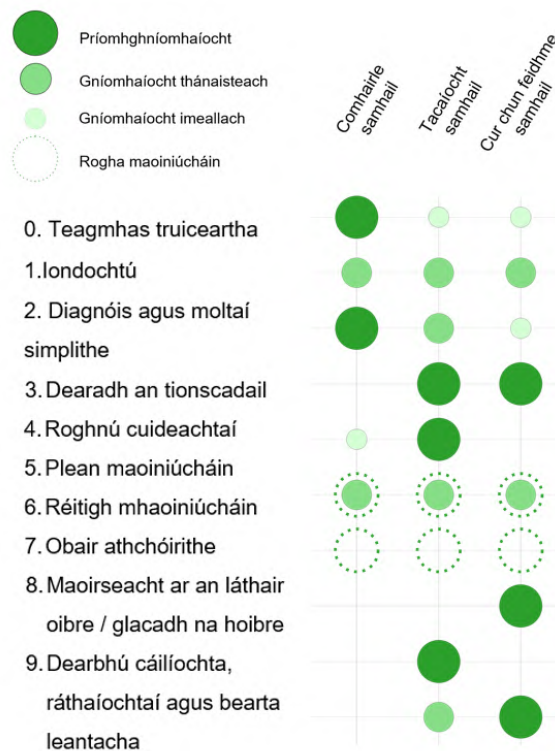 Príomhghníomhaíocht
Gníomhaíocht thánaisteach
Gníomhaíocht imeallach
Rogha maoiniúcháin
Comhairle
samhail
Tacaíocht
samhail
Cur chun feidhme
samhail
0. Teagmhas truiceartha
1.Iondochtú
2. Diagnóis agus moltaí
simplithe
3. Dearadh an tionscadail
4. Roghnú cuideachtaí
5. Plean maoiniúcháin
6. Réitigh mhaoiniúcháin
7. Obair athchóirithe
8. Maoirseacht ar an láthair
oibre / glacadh na hoibre
9. Dearbhú cáilíochta,
ráthaíochtaí agus bearta
leantacha